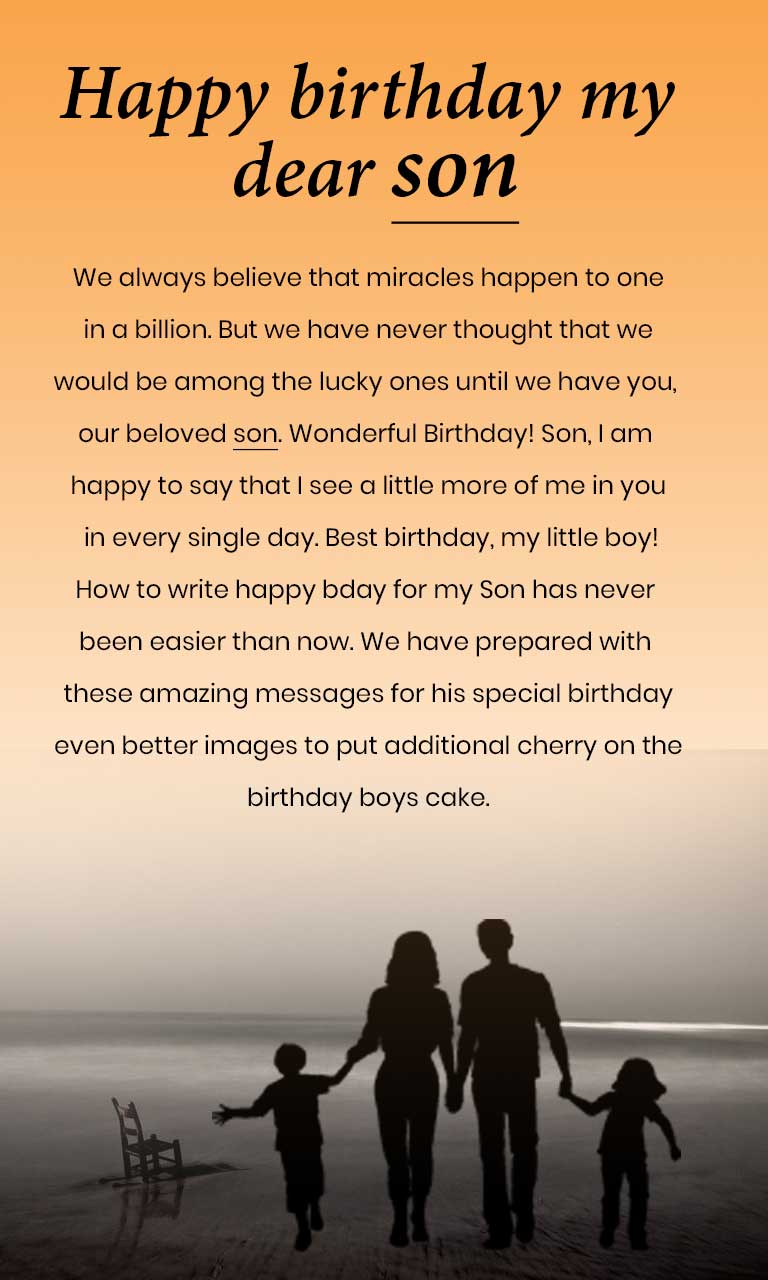 Happy birthday my
dear son
We always believe that miracles happen to one
in a billion. But we have never thought that we
would be among the lucky ones until we have you,
our beloved son. Wonderful Birthday! Son, I am
happy to say that I see a little more of me in you
in every single day. Best birthday, my little boy!
How to write happy bday for my Son has never
been easier than now. We have prepared with
these amazing messages for his special birthday
even better images to put additional cherry on the
birthday boys cake.